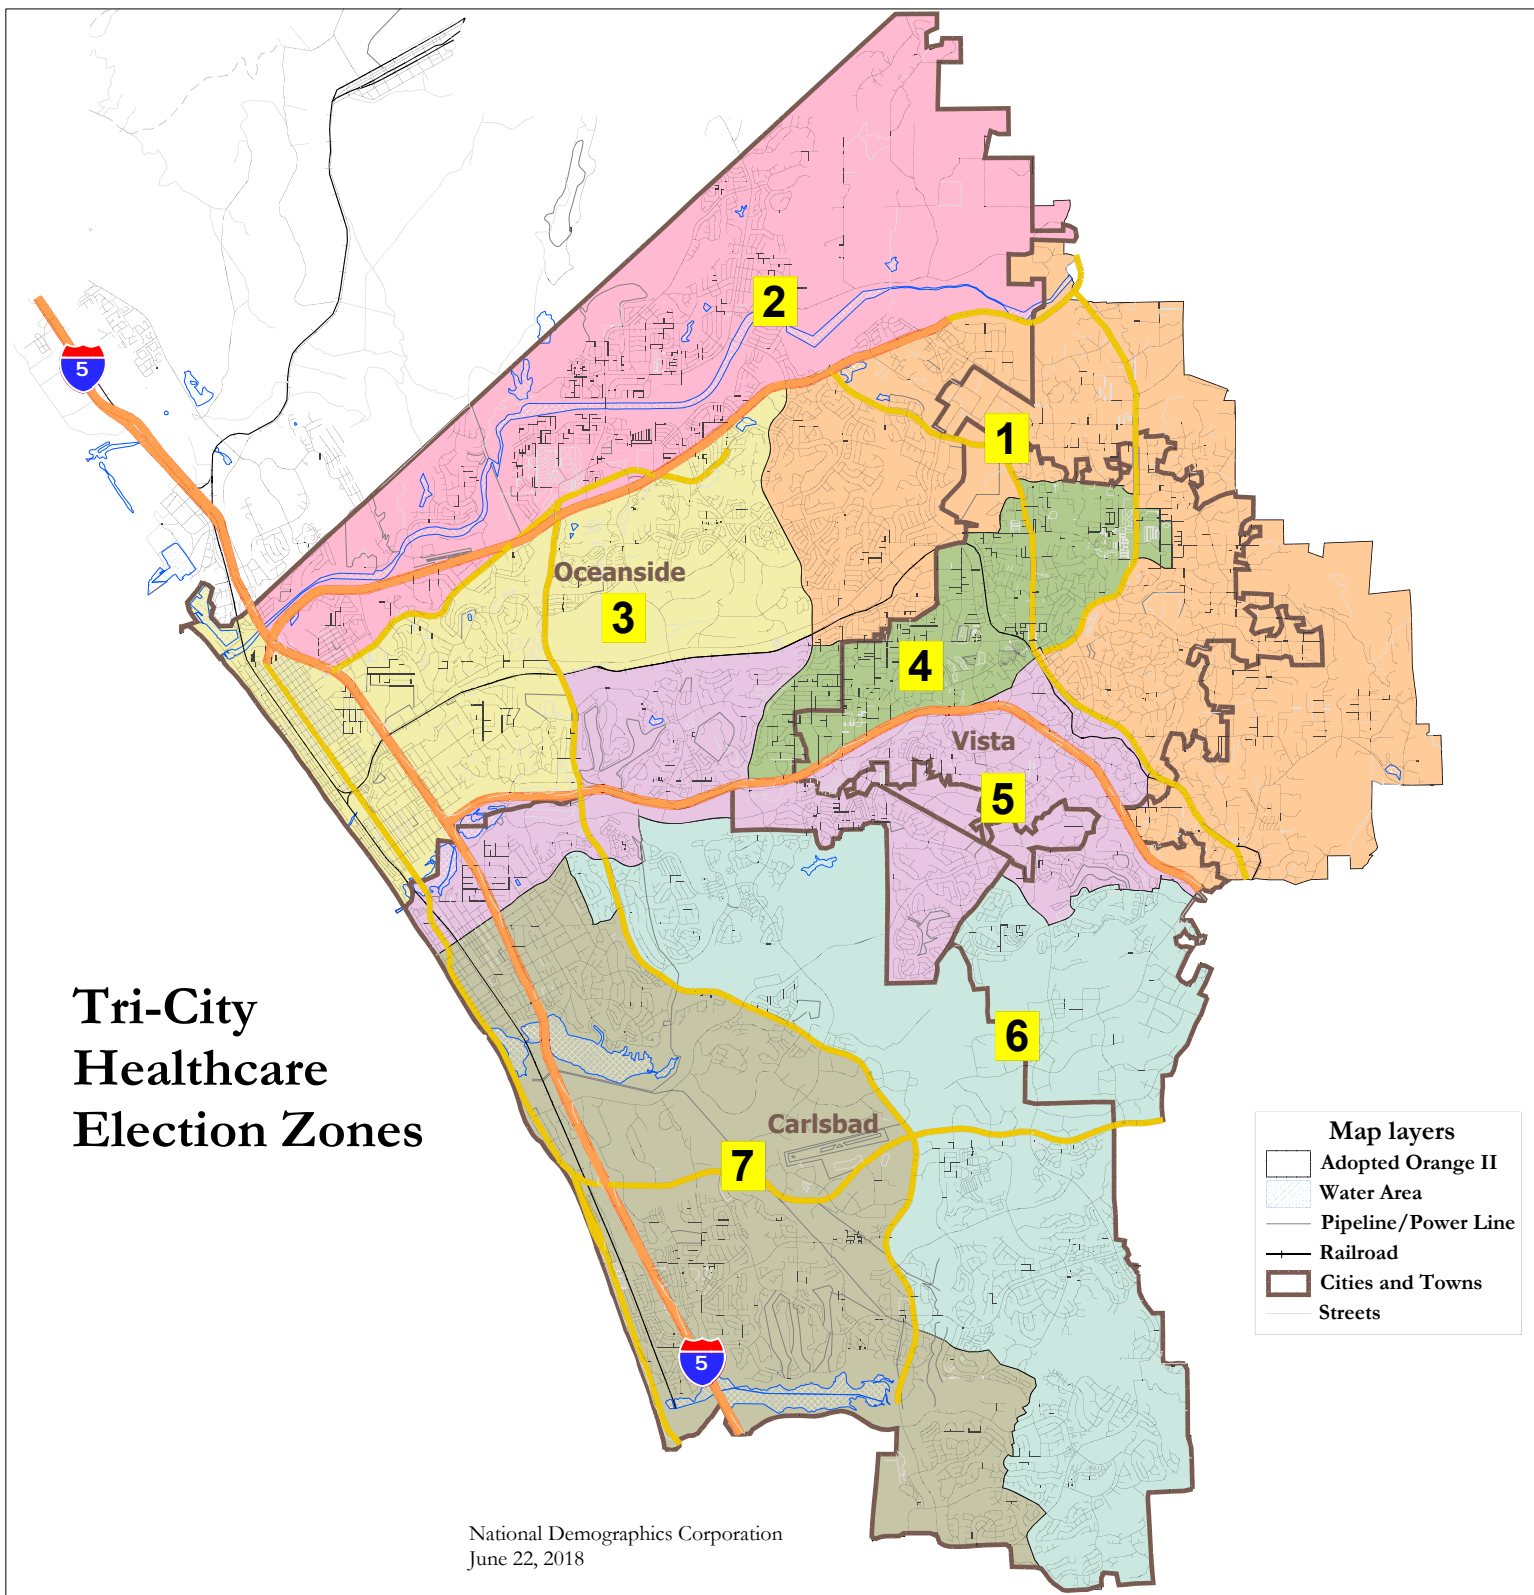 2
5
1
Oceanside
3
4
Vista
5
Tri-City
Healthcare
Election Zones
6
Carlsbad
7
Map layers
Adopted Orange II
Water Area
Pipeline/Power Line
Railroad
Cities and Towns
Streets
5
National Demographics Corporation
June 22, 2018